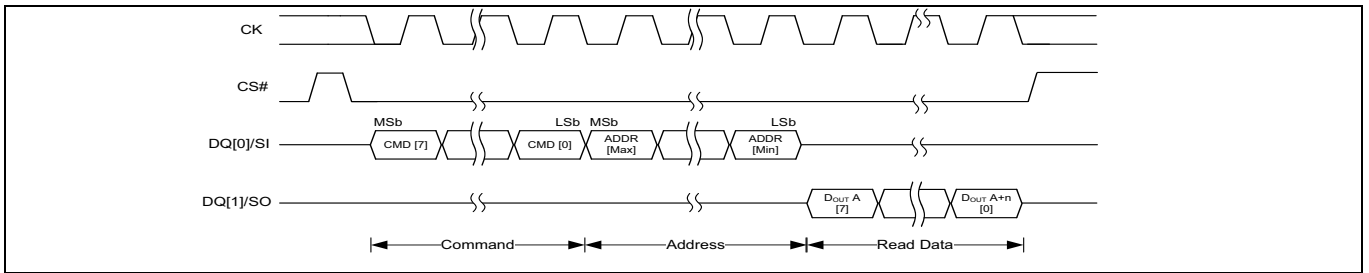 CK
CS#
MSb LSb MSb LSb
DQ[0]/SI CMD [7] CMD [0] ADDR [Max] ADDR [Min]
DQ[1]/SO DOUT A [7] DOUT A+n [0]
Command Address Read Data